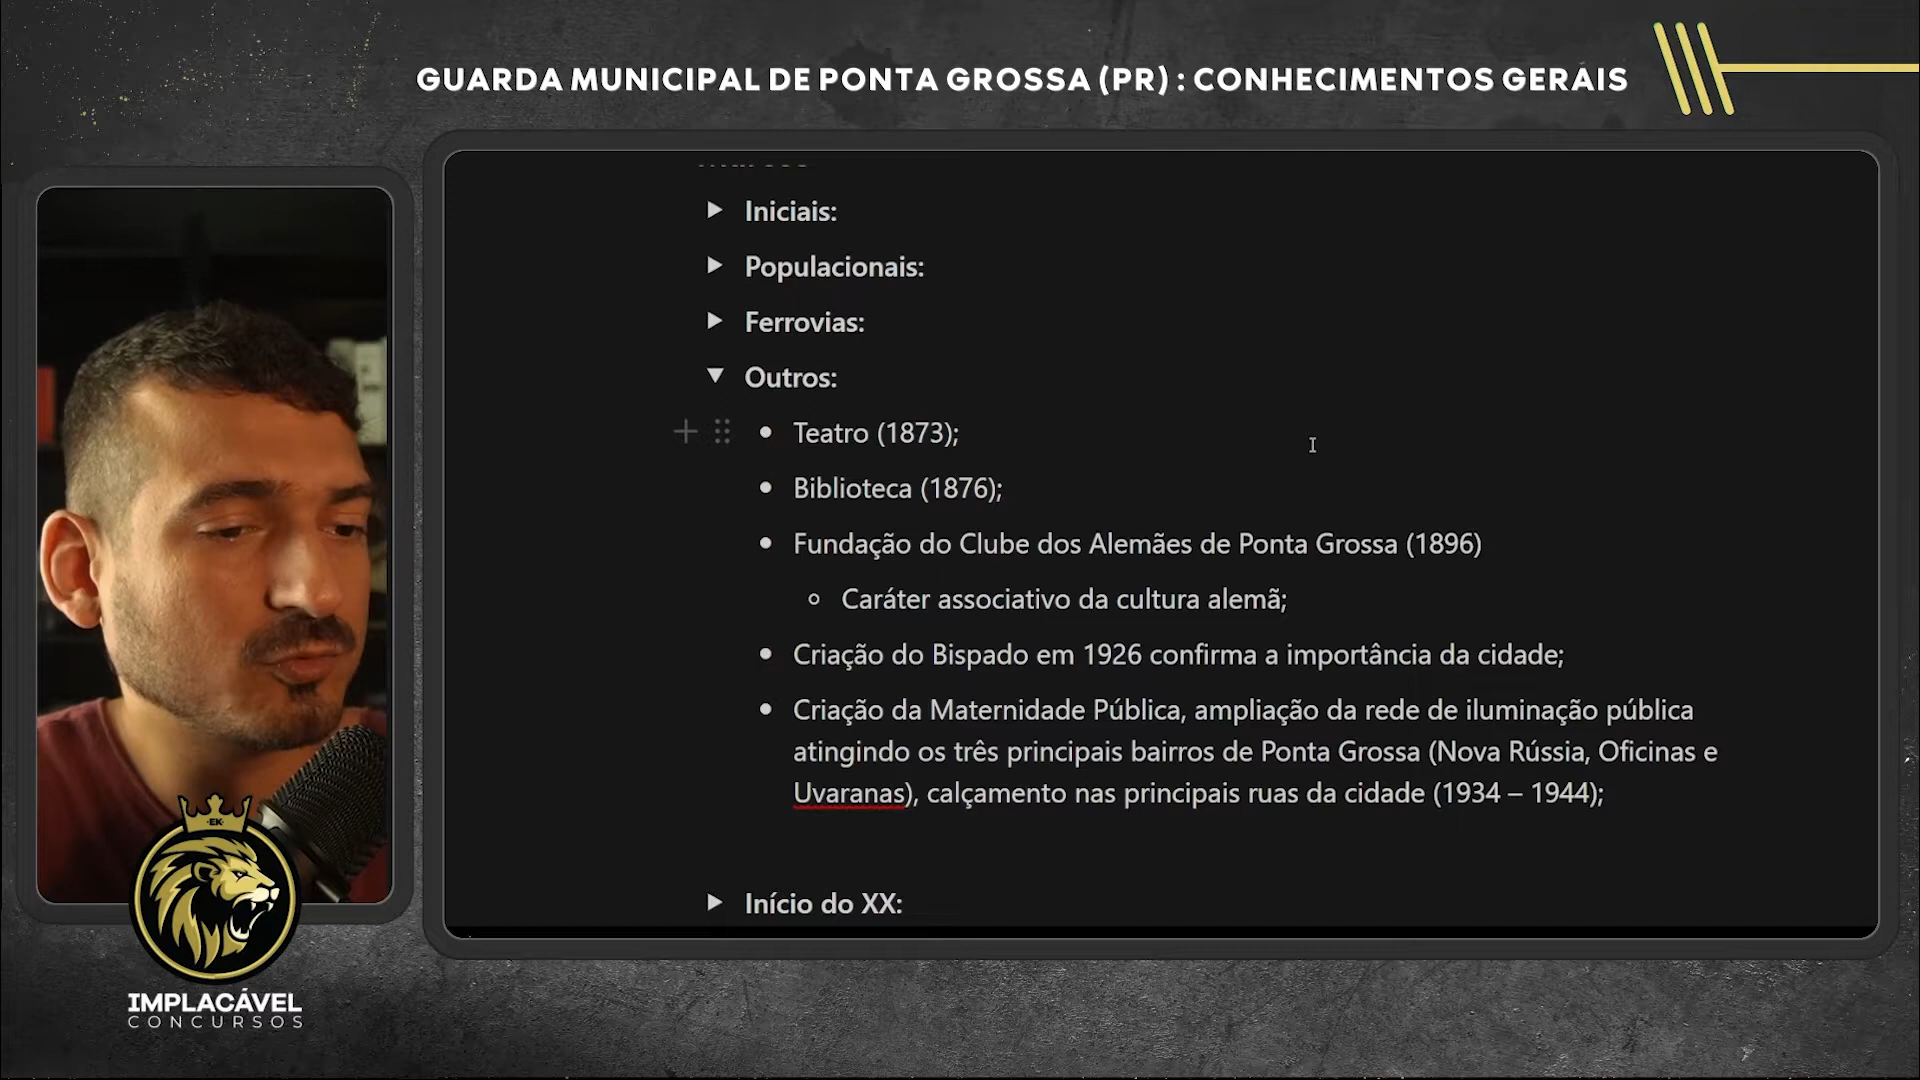 GUARDA MUNICIPAL DE PONTA GROSSA (PR) : CONHECIMENTOS GERAIS
Iniciais:
Populacionais:
Ferrovias:
Outros:
Teatro (1873);
Biblioteca (1876);
Fundação do Clube dos Alemães de Ponta Grossa (1896)
Caráter associativo da cultura alemã;
Criação do Bispado em 1926 confirma a importância da cidade;
Criação da Maternidade Pública, ampliação da rede de iluminação pública
atingindo os três principais bairros de Ponta Grossa (Nova Rússia, Oficinas e
Uvaranas), calçamento nas principais ruas da cidade (1934 – 1944);
Início do XX:
EK
IMPLACÁVEL
CONCURSOS